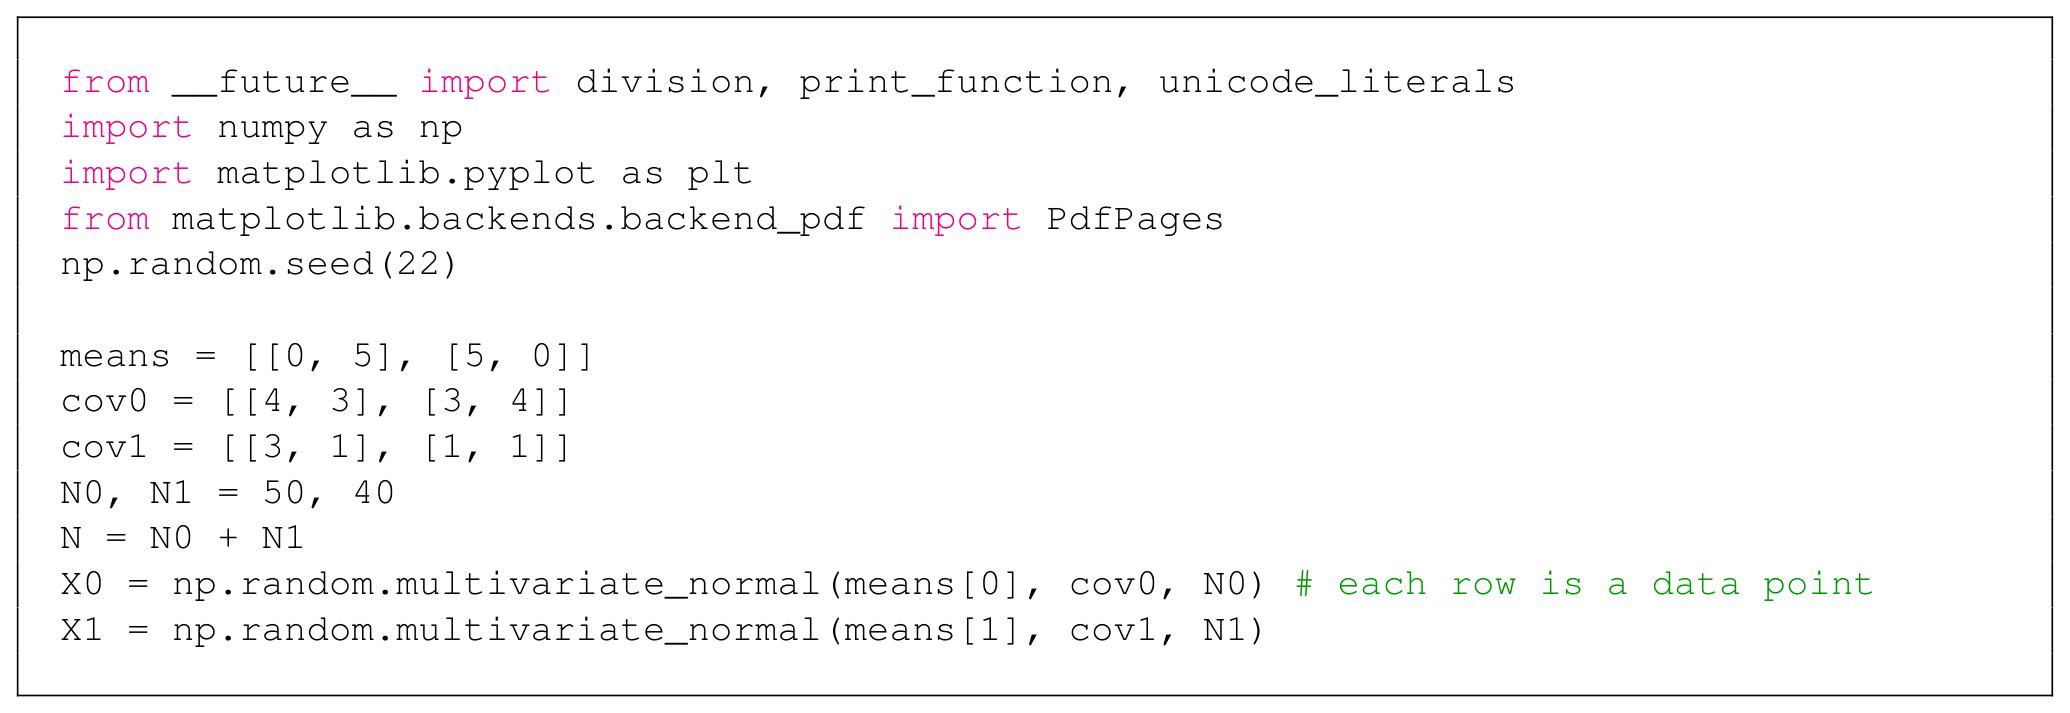 from __future__ import division, print_function, unicode_literals
import numpy as np
import matplotlib.pyplot as plt
from matplotlib.backends.backend_pdf import PdfPages
np.random.seed(22)
means = [[0, 5], [5, 0]]
cov0 = [[4, 3], [3, 4]]
cov1 = [[3, 1], [1, 1]]
N0, N1 = 50, 40
N = N0 + N1
X0 = np.random.multivariate_normal(means[0], cov0, N0) # each row is a data point
X1 = np.random.multivariate_normal(means[1], cov1, N1)